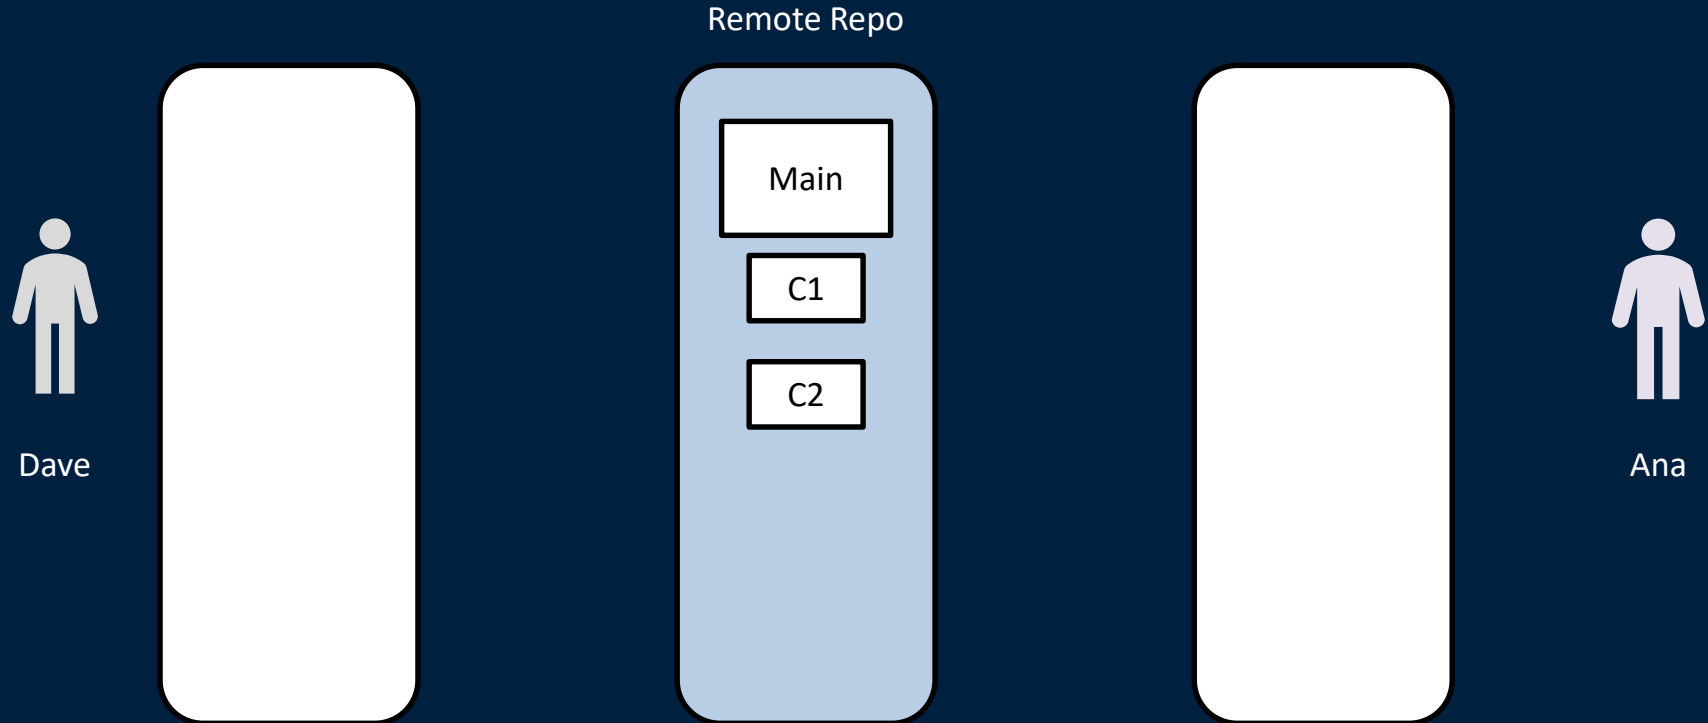 Remote Repo
Main
C1
C2
Dave
Ana